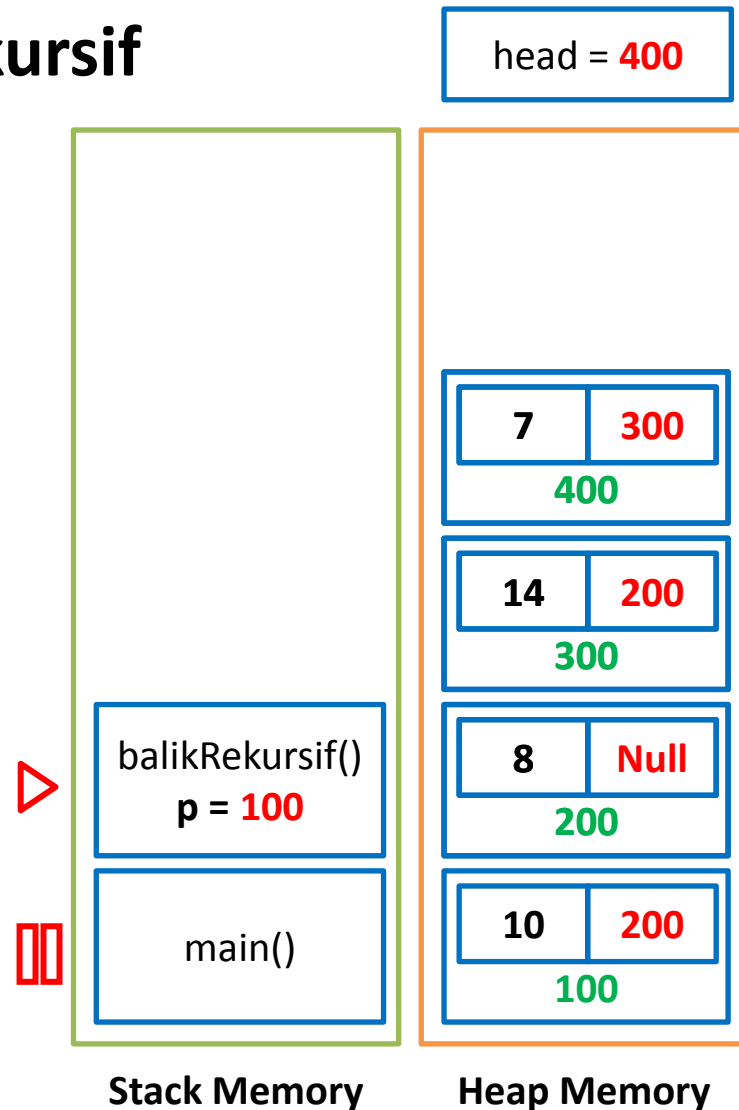 kursif
head = 400
7 300
400
14 200
300
balikRekursif()
p = 100
8 Null
200
main()
10 200
100
Stack Memory
Heap Memory